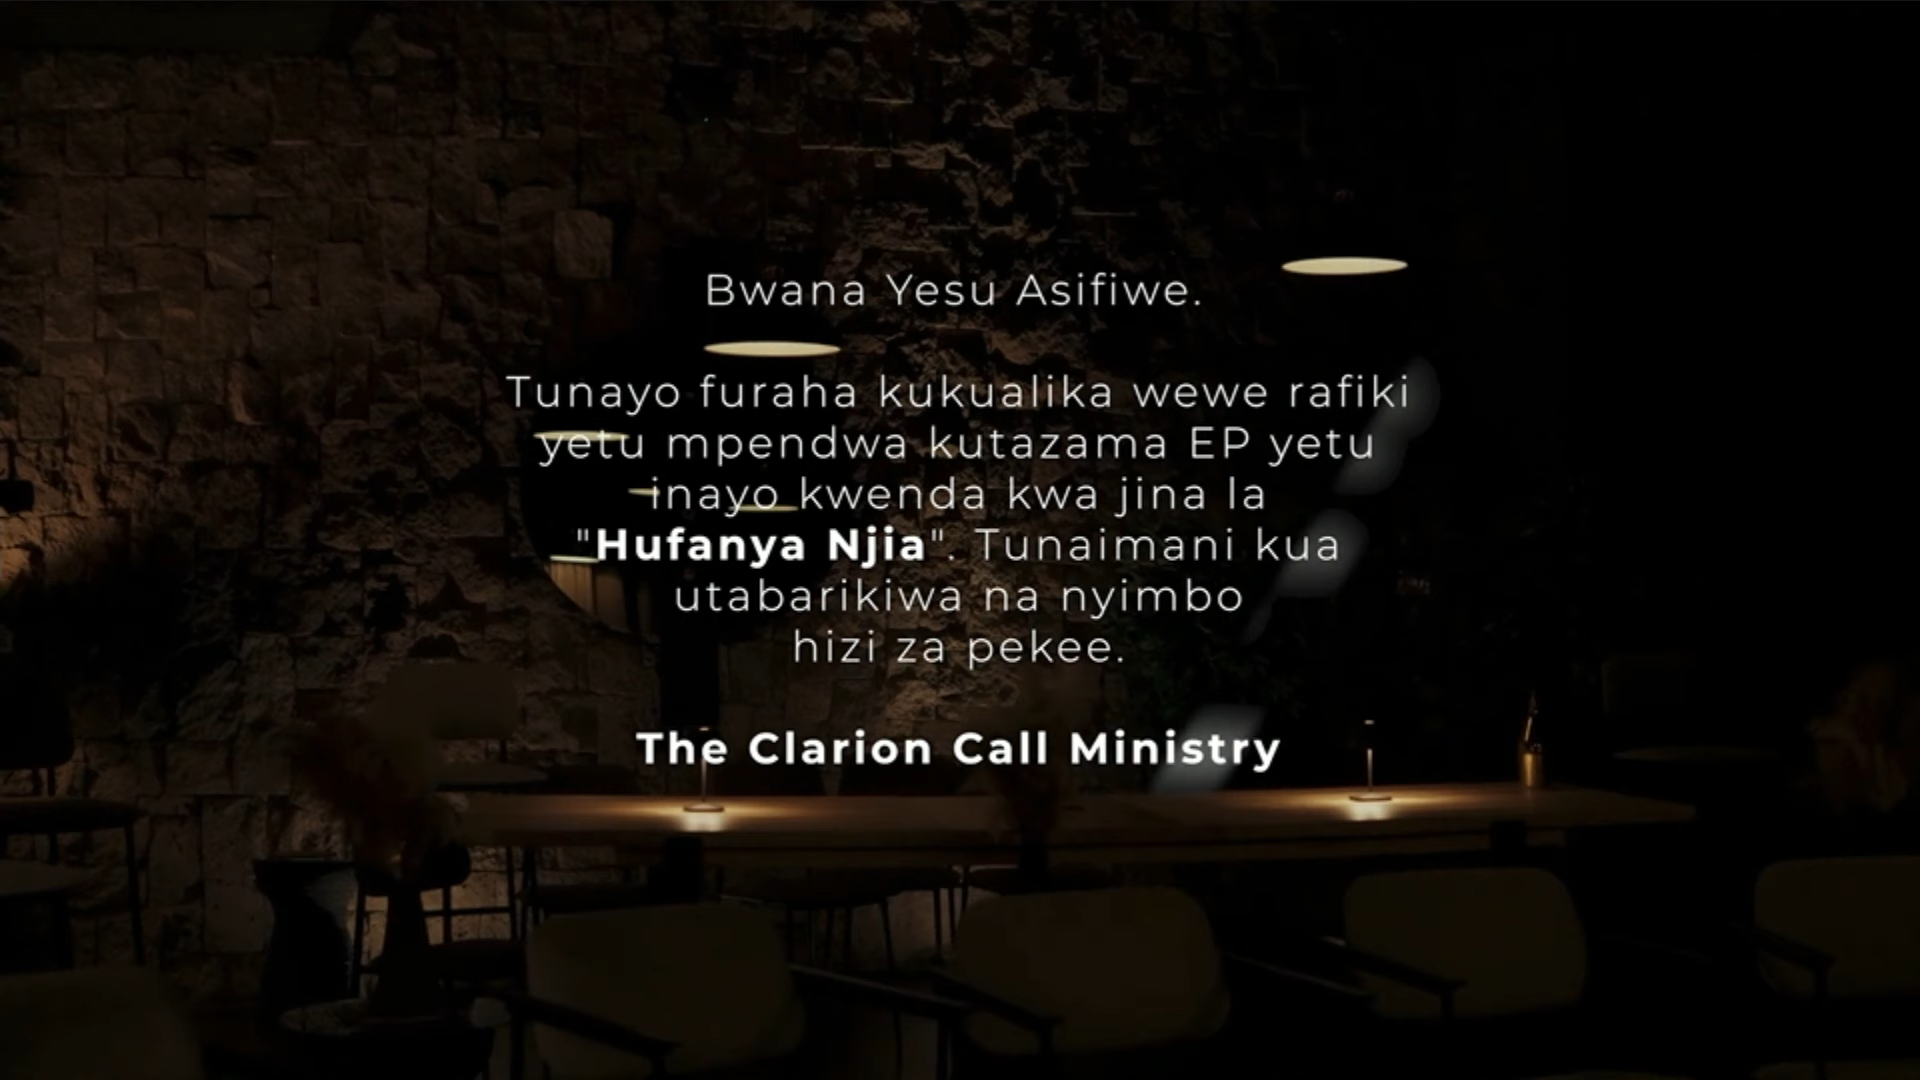 Bwana Yesu Asifiwe.
Tunayo furaha kukualika wewe rafiki
yetu mpendwa kutazama EP yetu
inayo kwenda kwa jina la
"Hufanya Njia". Tunaimani kua
utabarikiwa na nyimbo
hizi za pekee.
The Clarion Call Ministry